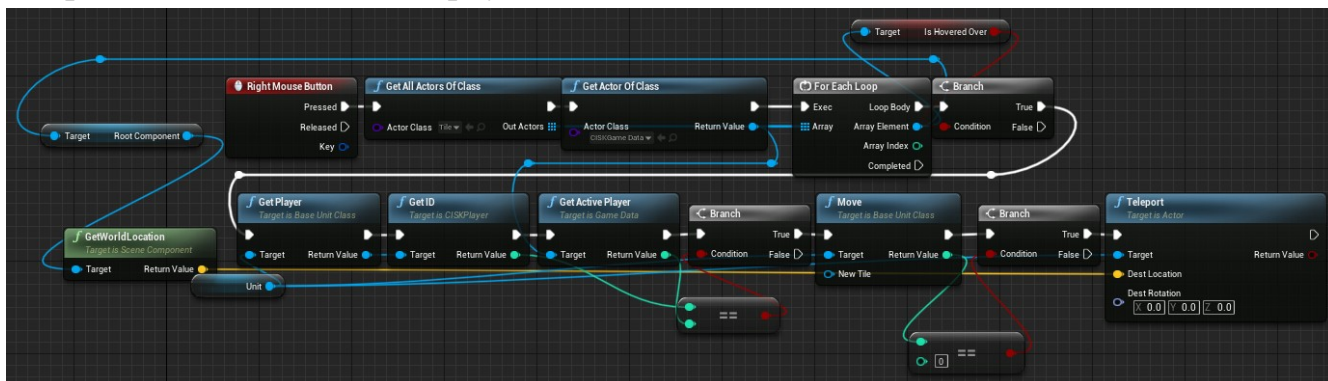 Target Is Hovered Over
Right Mouse Button
Pressed
Released
Key
Get All Actors Of Class
Actor Class Tile Out Actors
Get Actor Of Class
Actor Class Return Value
CISKGame Data
For Each Loop
Exec Loop Body
Array Array Element
Array Index
Completed
Branch
True
Condition False
Target Root Component
GetWorldLocation
Target is Scene Component
Target Return Value
Unit
Get Player
Target is Base Unit Class
Target Return Value
Get ID
Target is CISKPlayer
Target Return Value
Get Active Player
Target is Game Data
Target Return Value
Branch
True
Condition False
==
Move
Target is Base Unit Class
Target Return Value
New Tile
Branch
True
Condition False
0 ==
Teleport
Target is Actor
Target Return Value
Dest Location
Dest Rotation
X 0.0 Y 0.0 Z 0.0